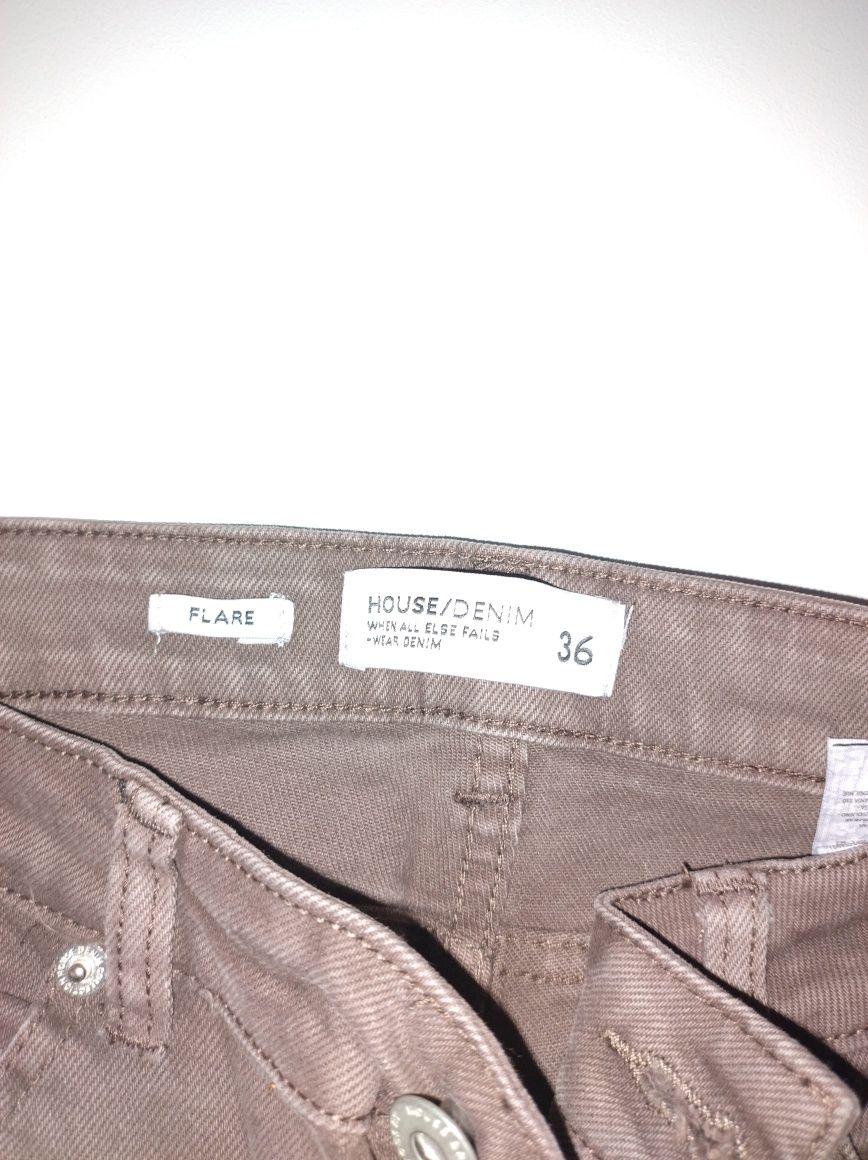 FLARE
HOUSE/DENIM
WHEN ALL ELSE FAILS
-WEAR DENIM
36